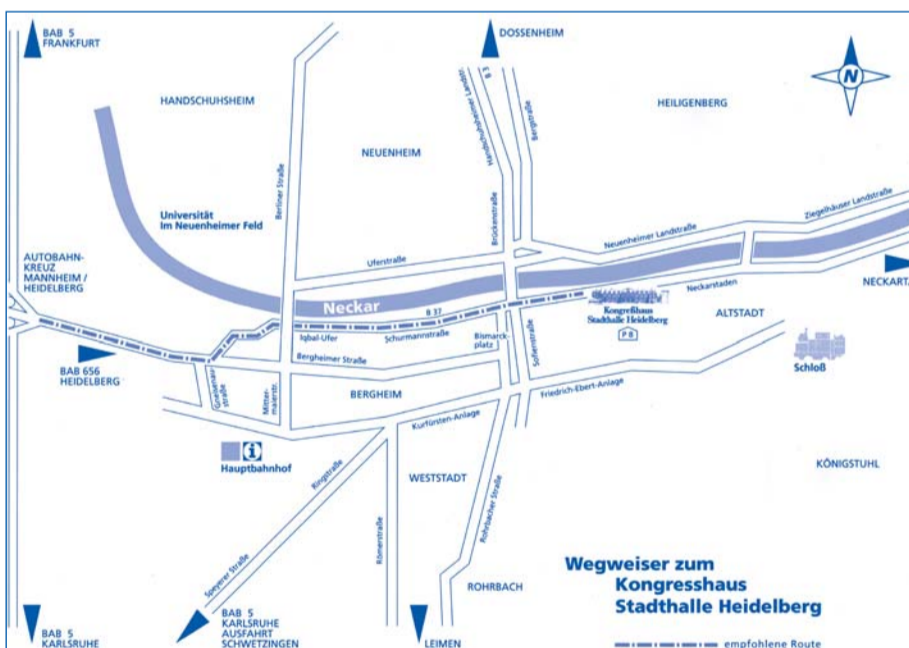 BAB 5
FRANKFURT
DOSSENHEIM
N
HANDSCHUHSHEIM
HEILIGENBERG
NEUENHEIM
Handschuhsheimer Landstr.
B 3
Bergstraße
Berliner Straße
Brückenstraße
Universität
Im Neuenheimer Feld
Ziegelhäuser Landstraße
Neuenheimer Landstraße
Uferstraße
AUTOBAHN-
KREUZ
MANNHEIM /
HEIDELBERG
NECKARTA
Neckarstaden
Neckar
B 37
Kongreßhaus
Stadthalle Heidelberg
P 8
ALTSTADT
Iqbal-Ufer
Schurmannstraße
Bismarck-
platz
Sofienstraße
Bergheimer Straße
BAB 656
HEIDELBERG
Schloß
Gneisenau-
straße
Mitter-
maierstr.
BERGHEIM
Friedrich-Ebert-Anlage
Kurfürsten-Anlage
i
Hauptbahnhof
KÖNIGSTUHL
Ringstraße
WESTSTADT
Rohrbacher Straße
Römerstraße
Speyerer Straße
ROHRBACH
Wegweiser zum
Kongresshaus
Stadthalle Heidelberg
BAB 5
KARLSRUHE
BAB 5
KARLSRUHE
AUSFAHRT
SCHWETZINGEN
LEIMEN
empfohlene Route